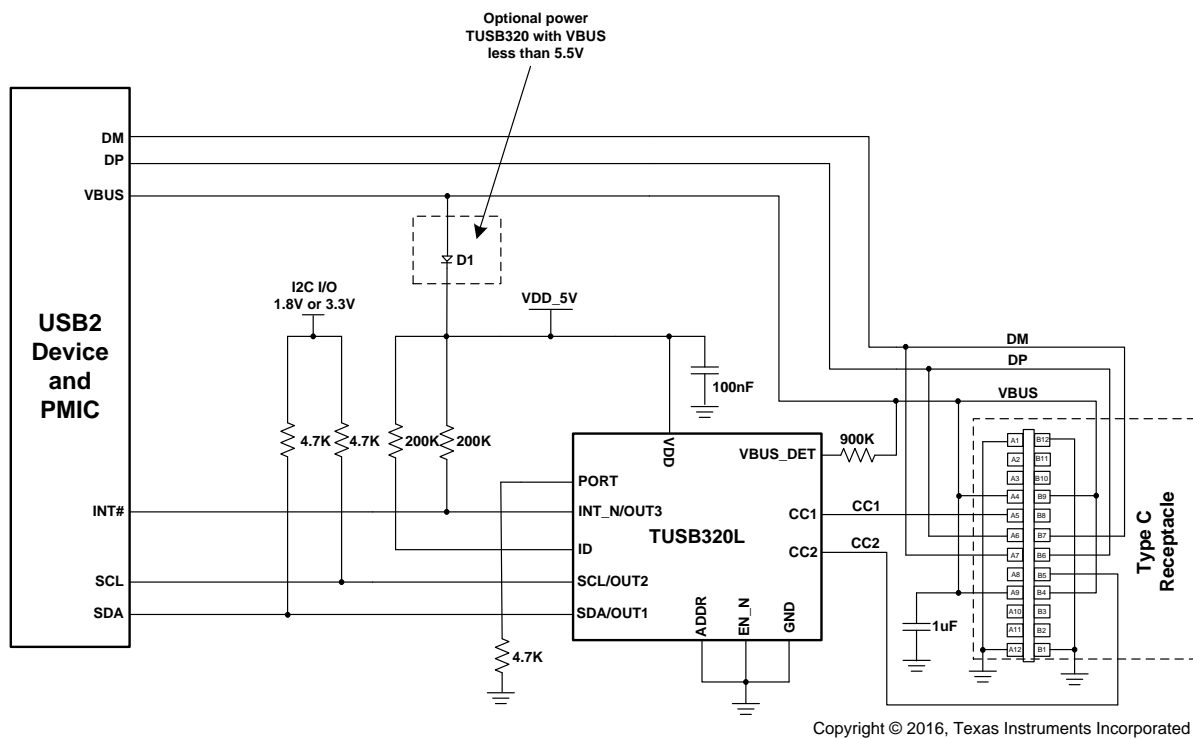 Optional power
TUSB320 with VBUS
less than 5.5V
DM
DP
VBUS
D1
I2C I/O
1.8V or 3.3V
VDD_5V
USB2
Device
and
PMIC
DM
DP
VBUS
100nF
4.7K
4.7K
200K
200K
VDD
VBUS_DET
900K
PORT
INT#
INT_N/OUT3
CC1
CC1
ID
TUSB320L
CC2
CC2
SCL
SCL/OUT2
SDA
SDA/OUT1
ADDR
EN_N
GND
4.7K
1uF
A1
B12
A2
B11
A3
B10
A4
B9
A5
B8
A6
B7
A7
B6
A8
B5
A9
B4
A10
B3
A11
B2
A12
B1
Type C
Receptacle
Copyright © 2016, Texas Instruments Incorporated